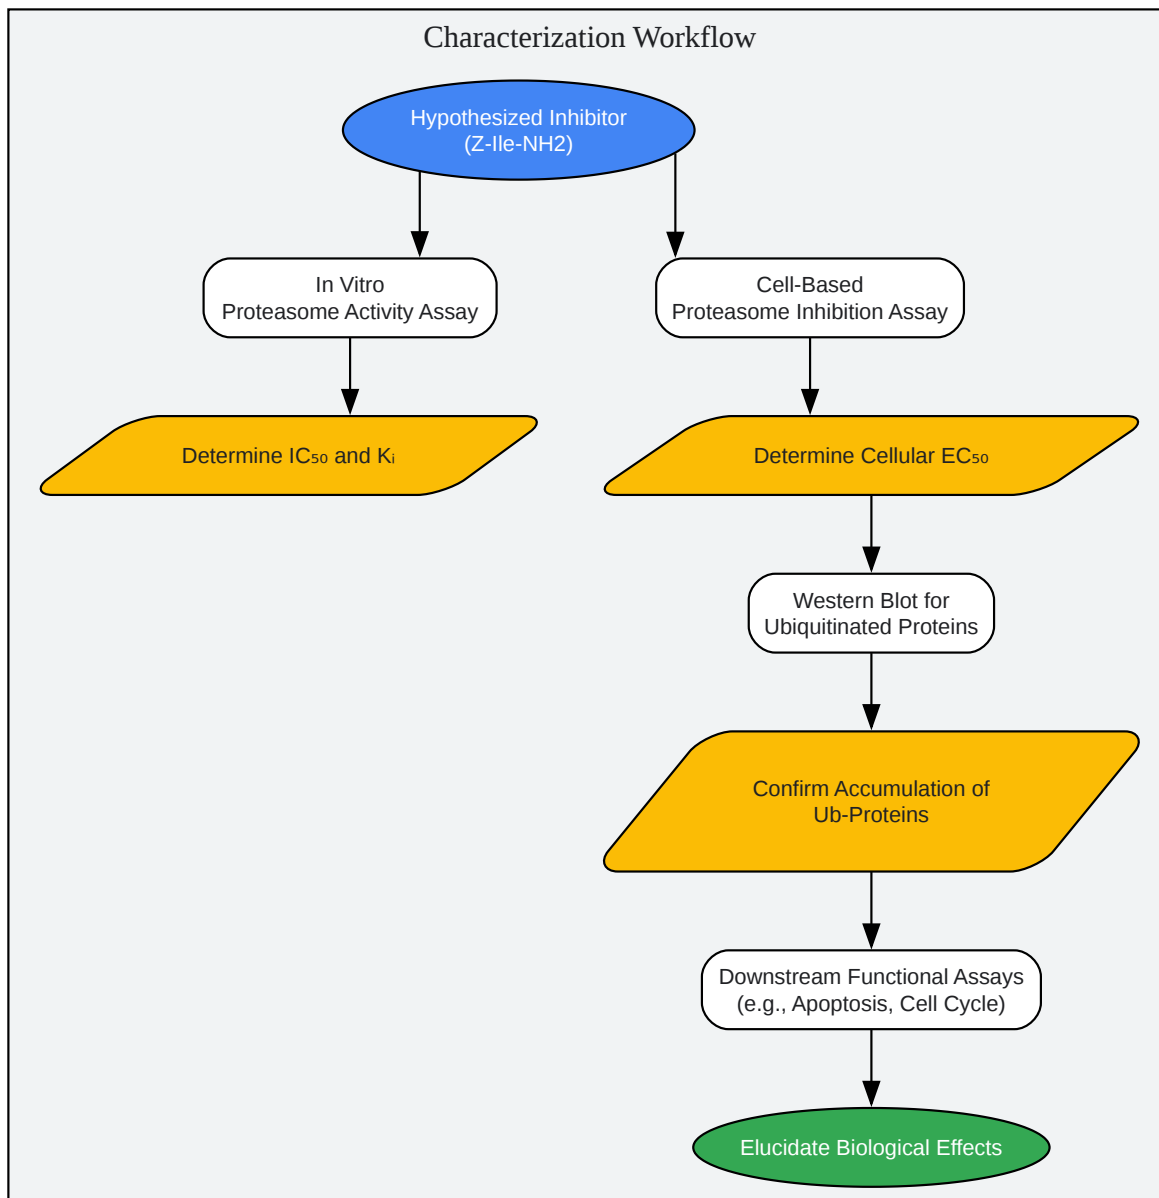 Characterization Workflow
Hypothesized Inhibitor
(Z-Ile-NH2)
In Vitro
Proteasome Activity Assay
Cell-Based
Proteasome Inhibition Assay
Determine IC₅₀ and Kᵢ
Determine Cellular EC₅₀
Western Blot for
Ubiquitinated Proteins
Confirm Accumulation of
Ub-Proteins
Downstream Functional Assays
(e.g., Apoptosis, Cell Cycle)
Elucidate Biological Effects